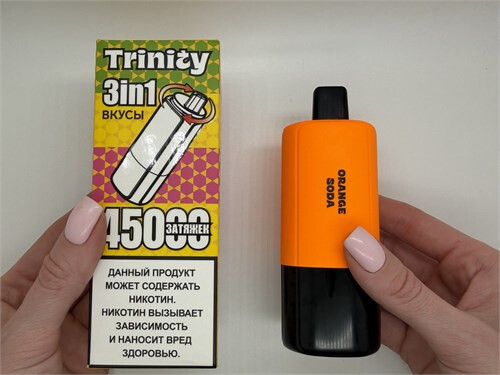 Trinity
3in1
ВКУСЫ
45000
ЗАТЯЖЕК
ДАННЫЙ ПРОДУКТ
МОЖЕТ СОДЕРЖАТЬ
НИКОТИН.
НИКОТИН ВЫЗЫВАЕТ
ЗАВИСИМОСТЬ
И НАНОСИТ ВРЕД
ЗДОРОВЬЮ.
ORANGE
SODA